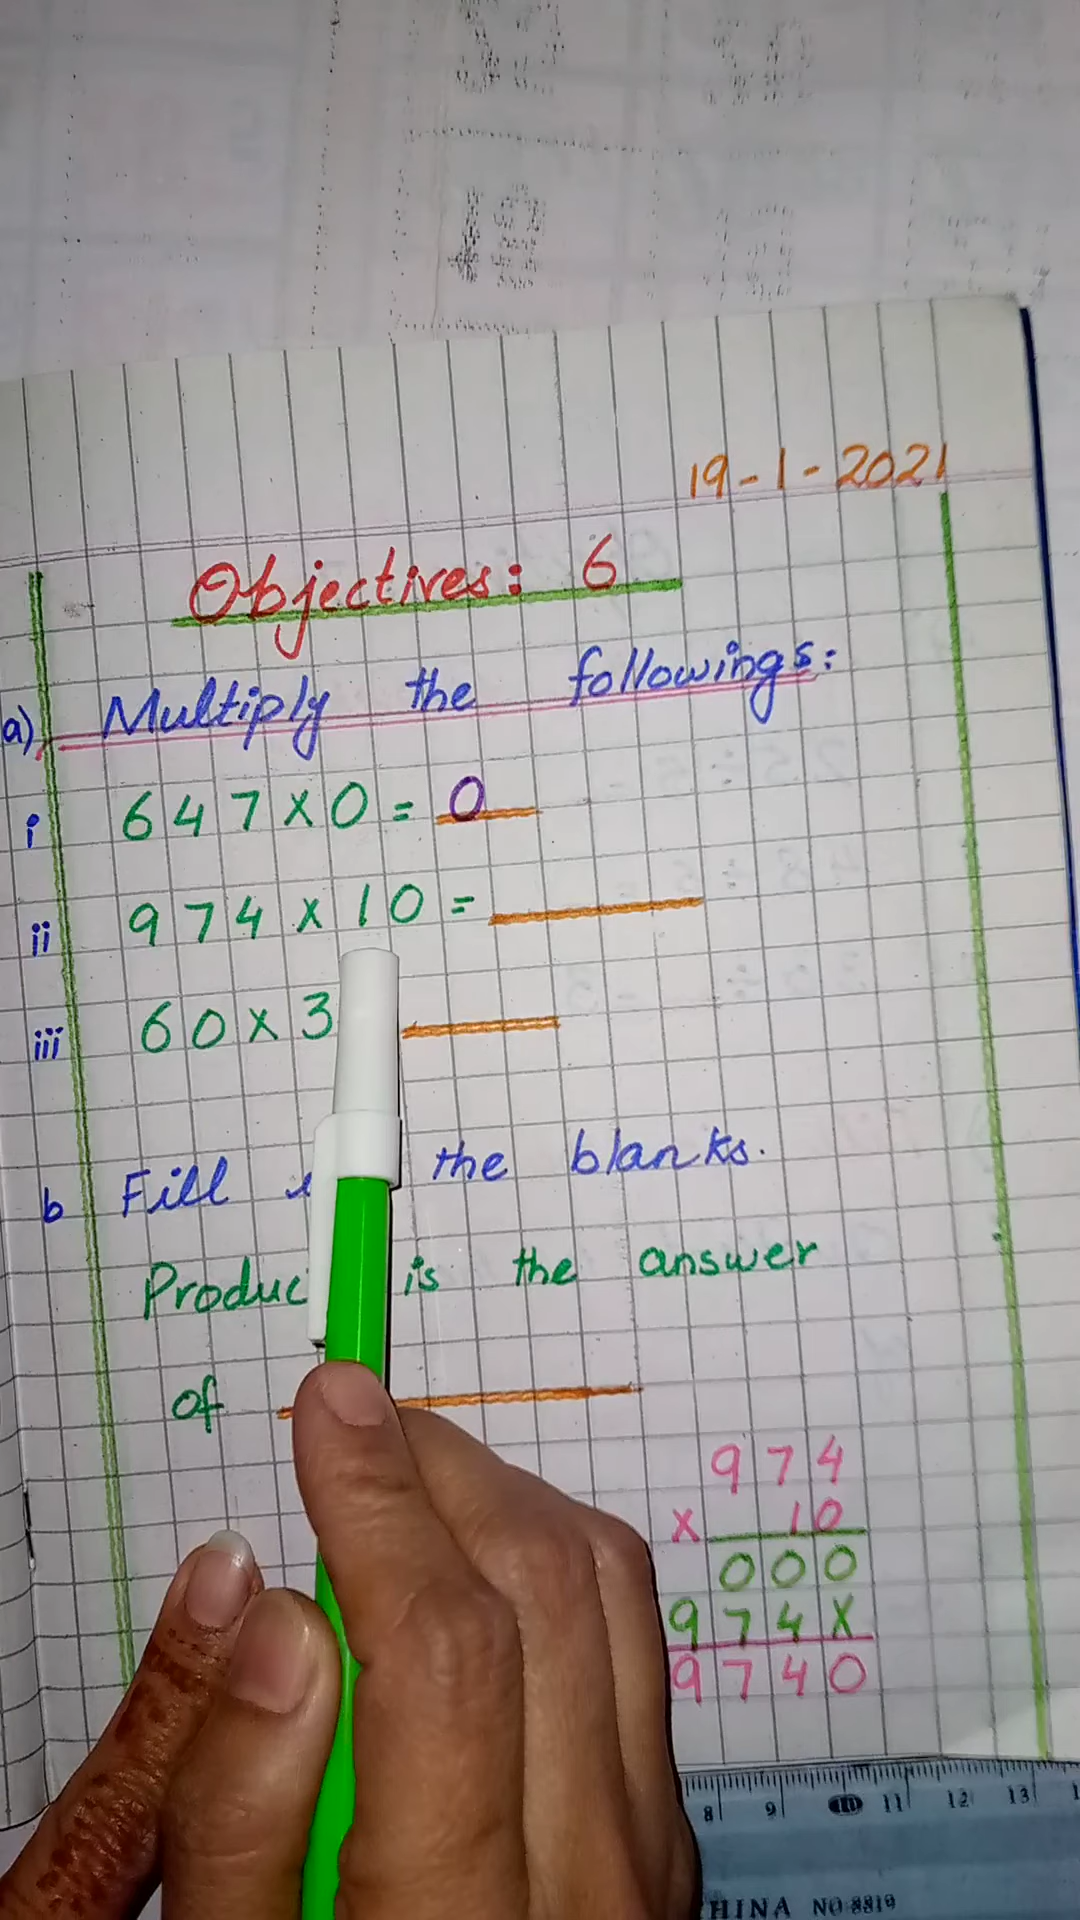 19-1-2021
Objectives: 6
a) Multiply the followings:
i 647 x 0 = 0
ii 974 x 10 =
iii 60 x 3
b Fill the blanks.
Produc is the answer
of
974
x 10
000
974x
9740
8 9 10 11 12 13
HINA NO 8819